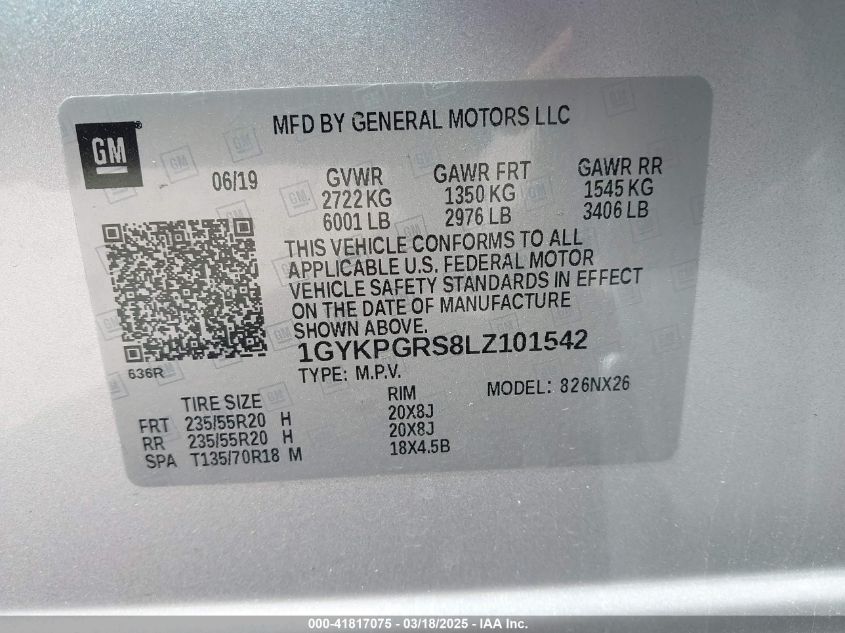 MFD BY GENERAL MOTORS LLC
GM
06/19
GVWR GAWR FRT GAWR RR
2722 KG 1350 KG 1545 KG
6001 LB 2976 LB 3406 LB
THIS VEHICLE CONFORMS TO ALL
APPLICABLE U.S. FEDERAL MOTOR
VEHICLE SAFETY STANDARDS IN EFFECT
ON THE DATE OF MANUFACTURE
SHOWN ABOVE.
1GYKPGRS8LZ101542
636R
TYPE: M.P.V.
MODEL: 826NX26
TIRE SIZE RIM
FRT 235/55R20 H 20X8J
RR 235/55R20 H 20X8J
SPA T135/70R18 M 18X4.5B
000-41817075 - 03/18/2025 - IAAI, Inc.